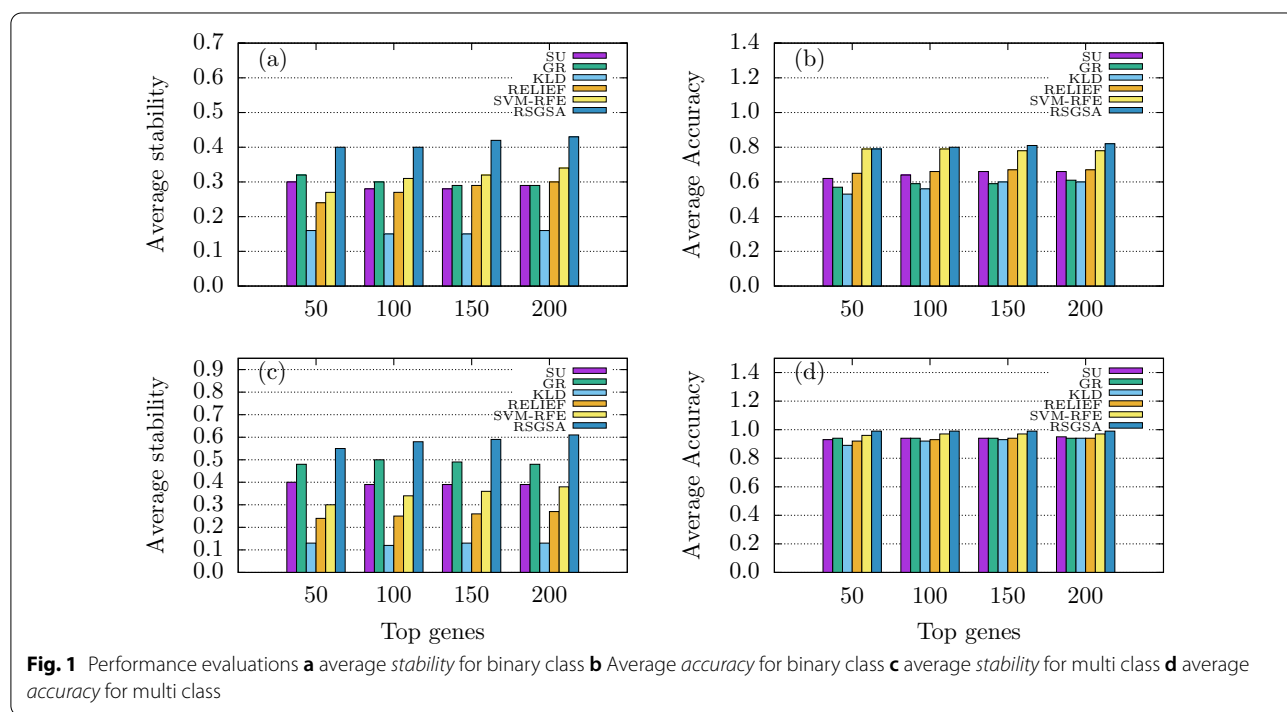 0.7
0.6
0.5
0.4
0.3
0.2
0.1
0.0
Average stability
(a)
SU
GR
KLD
RELIEF
SVM-RFE
RSGSA
50 100 150 200
1.4
1.2
1.0
0.8
0.6
0.4
0.2
0.0
Average Accuracy
(b)
SU
GR
KLD
RELIEF
SVM-RFE
RSGSA
50 100 150 200
0.9
0.8
0.7
0.6
0.5
0.4
0.3
0.2
0.1
0.0
Average stability
(c)
SU
GR
KLD
RELIEF
SVM-RFE
RSGSA
50 100 150 200
Top genes
1.4
1.2
1.0
0.8
0.6
0.4
0.2
0.0
Average Accuracy
(d)
SU
GR
KLD
RELIEF
SVM-RFE
RSGSA
50 100 150 200
Top genes
Fig. 1 Performance evaluations a average stability for binary class b Average accuracy for binary class c average stability for multi class d average
accuracy for multi class